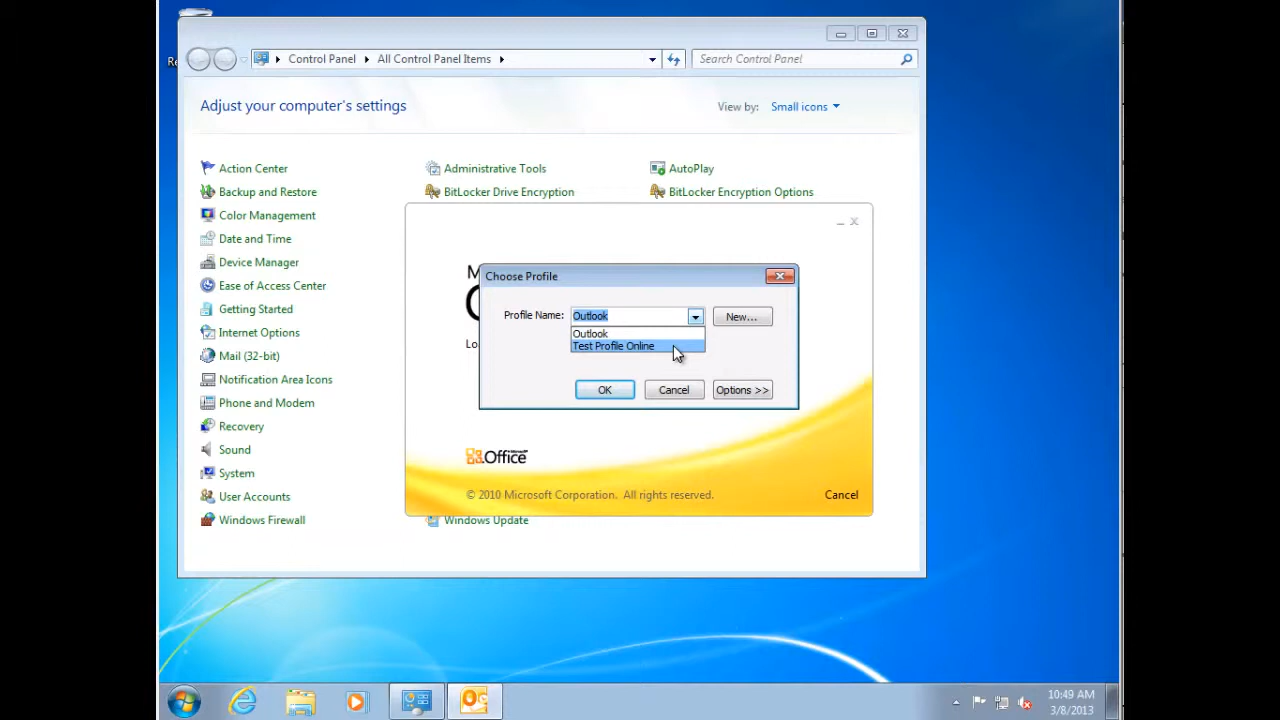 Re
Control Panel
All Control Panel Items
Search Control Panel
Adjust your computer's settings
View by: Small icons
Action Center
Administrative Tools
AutoPlay
Backup and Restore
BitLocker Drive Encryption
BitLocker Encryption Options
Color Management
Date and Time
Device Manager
Ease of Access Center
Getting Started
Internet Options
Mail (32-bit)
Notification Area Icons
Phone and Modem
Recovery
Sound
System
User Accounts
Windows Firewall
Windows Update
M
Lo
Choose Profile
Profile Name: Outlook
New...
Outlook
Test Profile Online
OK
Cancel
Options >>
Microsoft
Office
© 2010 Microsoft Corporation. All rights reserved.
Cancel
10:49 AM
3/8/2013